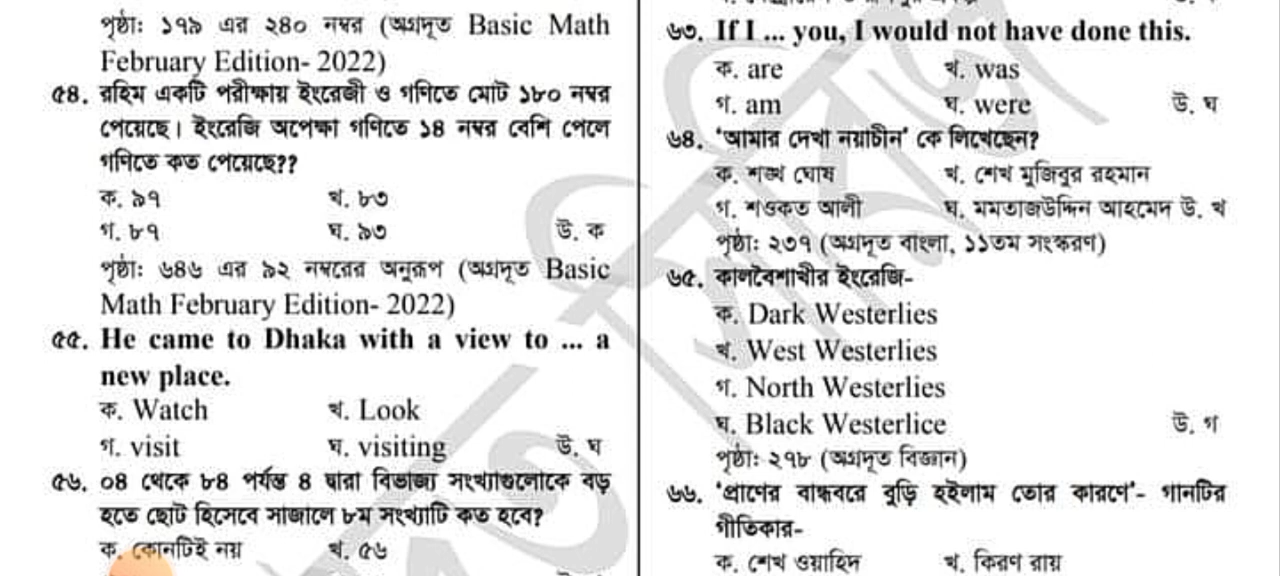 পৃষ্ঠা: ১৭৯ এর ২৪০ নম্বর (অগ্রদূত Basic Math
February Edition- 2022)
৫৪. রহিম একটি পরীক্ষায় ইংরেজী ও গণিতে মোট ১৮০ নম্বর
পেয়েছে। ইংরেজি অপেক্ষা গণিতে ১৪ নম্বর বেশি পেলে
গণিতে কত পেয়েছে??
ক. ৯৭ খ. ৮৩
গ. ৮৭ ঘ. ৯৩ উ. ক
পৃষ্ঠা: ৬৪৬ এর ৯২ নম্বরের অনুরূপ (অগ্রদূত Basic
Math February Edition- 2022)
৫৫. He came to Dhaka with a view to ... a
new place.
ক. Watch খ. Look
গ. visit ঘ. visiting উ. ঘ
৫৬. ০৪ থেকে ৮৪ পর্যন্ত ৪ দ্বারা বিভাজ্য সংখ্যাগুলোকে বড়
হতে ছোট হিসেবে সাজালে ৮ম সংখ্যাটি কত হবে?
ক. কোনটিই নয় খ. ৫৬
৬৩. If I ... you, I would not have done this.
ক. are খ. was
গ. am ঘ. were উ. ঘ
৬৪. ‘আমার দেখা নয়াচীন’ কে লিখেছেন?
ক. শঙ্খ ঘোষ খ. শেখ মুজিবুর রহমান
গ. শওকত আলী ঘ. মমতাজউদ্দিন আহমেদ উ. খ
পৃষ্ঠা: ২৩৭ (অগ্রদূত বাংলা, ১১তম সংস্করণ)
৬৫. কালবৈশাখীর ইংরেজি-
ক. Dark Westerlies
খ. West Westerlies
গ. North Westerlies
ঘ. Black Westerlice উ. গ
পৃষ্ঠা: ২৭৮ (অগ্রদূত বিজ্ঞান)
৬৬. ‘প্রাণের বান্ধবরে বুড়ি হইলাম তোর কারণে’- গানটির
গীতিকার-
ক. শেখ ওয়াহিদ খ. কিরণ রায়